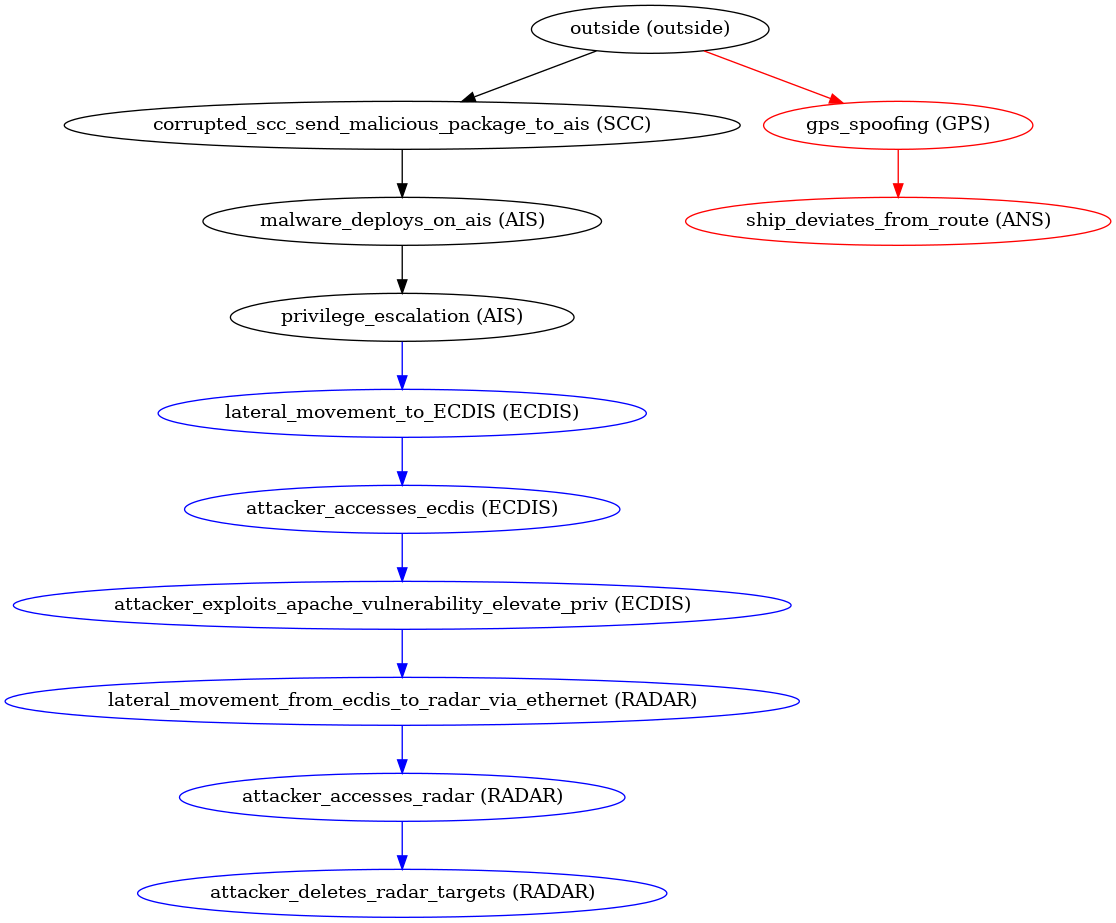 outside (outside)
corrupted_scc_send_malicious_package_to_ais (SCC)
gps_spoofing (GPS)
malware_deploys_on_ais (AIS)
ship_deviates_from_route (ANS)
privilege_escalation (AIS)
lateral_movement_to_ECDIS (ECDIS)
attacker_accesses_ecdis (ECDIS)
attacker_exploits_apache_vulnerability_elevate_priv (ECDIS)
lateral_movement_from_ecdis_to_radar_via_ethernet (RADAR)
attacker_accesses_radar (RADAR)
attacker_deletes_radar_targets (RADAR)